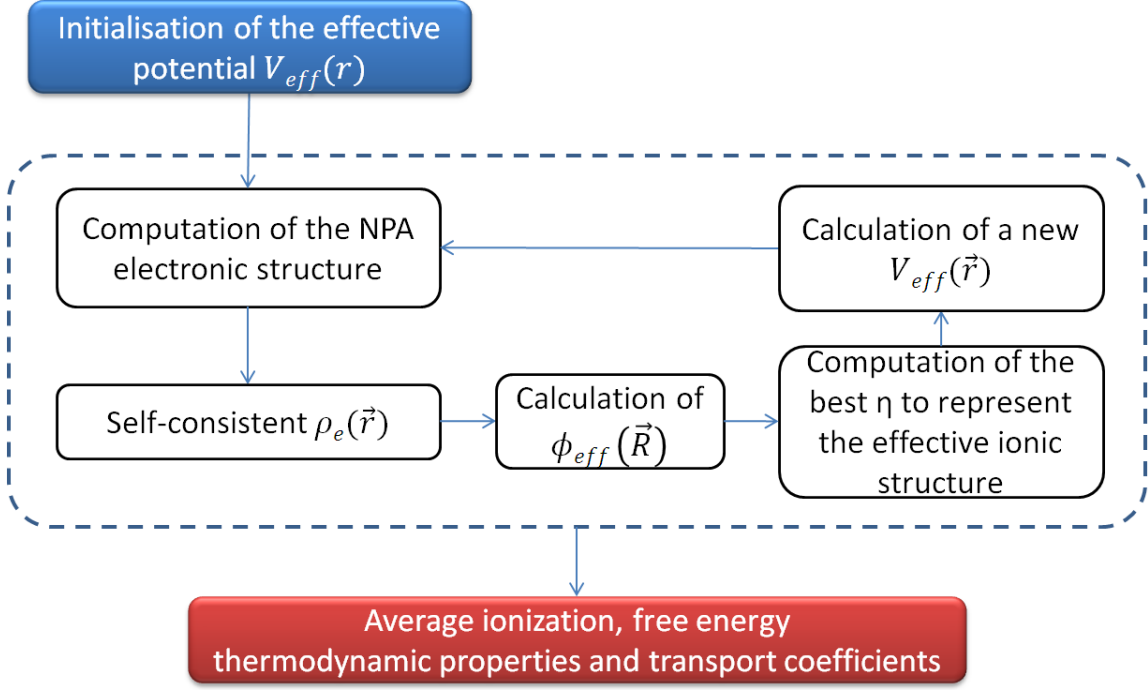 Initialisation of the effective
potential V_eff(r)
Computation of the NPA
electronic structure
Calculation of a new
V_eff(r⃗)
Self-consistent ρ_e(r⃗)
Calculation of
ϕ_eff(R⃗)
Computation of the
best η to represent
the effective ionic
structure
Average ionization, free energy
thermodynamic properties and transport coefficients